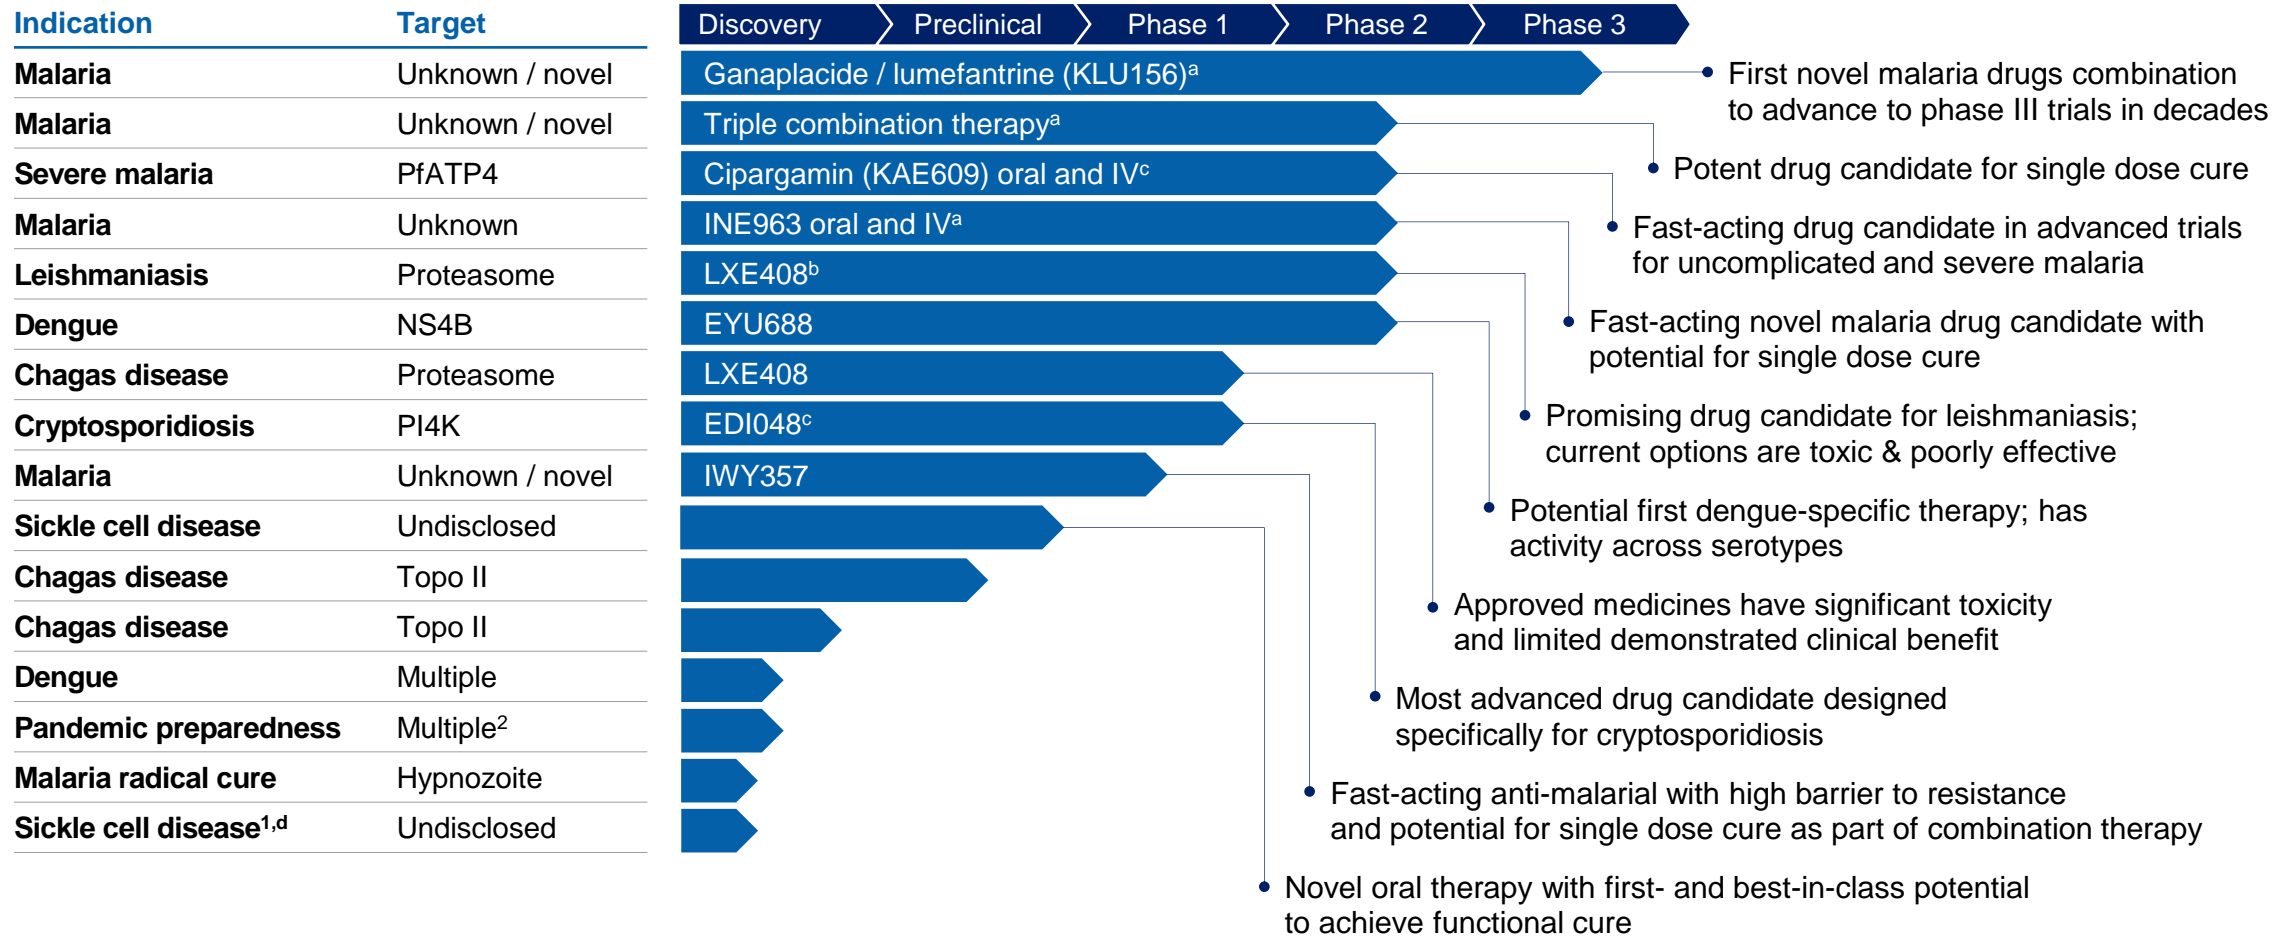 Indication Target Discovery Preclinical Phase 1 Phase 2 Phase 3
Malaria Unknown / novel Ganaplacide / lumefantrine (KLU156)ᵃ
Malaria Unknown / novel Triple combination therapyᵃ
Severe malaria PfATP4 Cipargamin (KAE609) oral and IVᶜ
Malaria Unknown INE963 oral and IVᵃ
Leishmaniasis Proteasome LXE408ᵇ
Dengue NS4B EYU688
Chagas disease Proteasome LXE408
Cryptosporidiosis PI4K EDI048ᶜ
Malaria Unknown / novel IWY357
Sickle cell disease Undisclosed
Chagas disease Topo II
Chagas disease Topo II
Dengue Multiple
Pandemic preparedness Multiple²
Malaria radical cure Hypnozoite
Sickle cell disease¹,ᵈ Undisclosed
First novel malaria drugs combination
to advance to phase III trials in decades
Potent drug candidate for single dose cure
Fast-acting drug candidate in advanced trials
for uncomplicated and severe malaria
Fast-acting novel malaria drug candidate with
potential for single dose cure
Promising drug candidate for leishmaniasis;
current options are toxic & poorly effective
Potential first dengue-specific therapy; has
activity across serotypes
Approved medicines have significant toxicity
and limited demonstrated clinical benefit
Most advanced drug candidate designed
specifically for cryptosporidiosis
Fast-acting anti-malarial with high barrier to resistance
and potential for single dose cure as part of combination therapy
Novel oral therapy with first- and best-in-class potential
to achieve functional cure